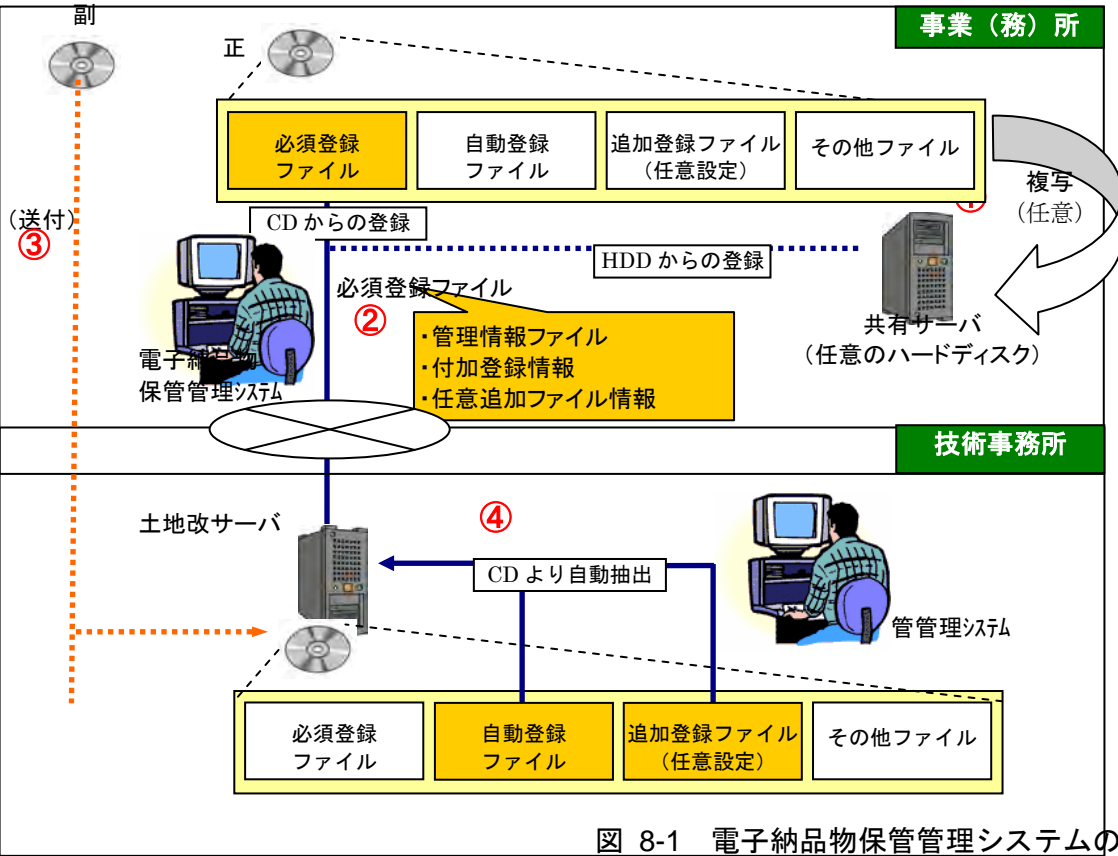 副
事業（務）所
正
必須登録
ファイル
自動登録
ファイル
追加登録ファイル
（任意設定）
その他ファイル
複写
（任意）
（送付）
③
CD からの登録
HDD からの登録
必須登録ファイル
②
・管理情報ファイル
・付加登録情報
・任意追加ファイル情報
共有サーバ
（任意のハードディスク）
電子納品物
保管管理システム
技術事務所
土地改サーバ
④
CD より自動抽出
管管理システム
必須登録
ファイル
自動登録
ファイル
追加登録ファイル
（任意設定）
その他ファイル
図 8-1 電子納品物保管管理システムの